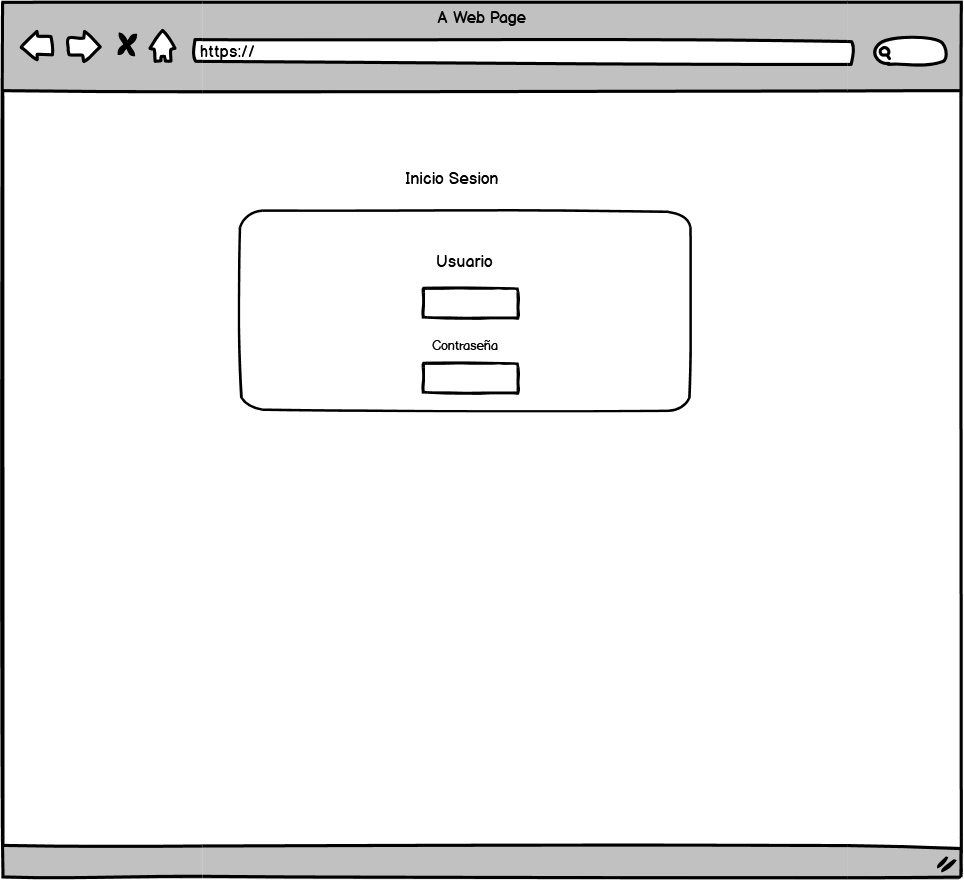 A Web Page
https://
Inicio Sesion
Usuario
Contraseña